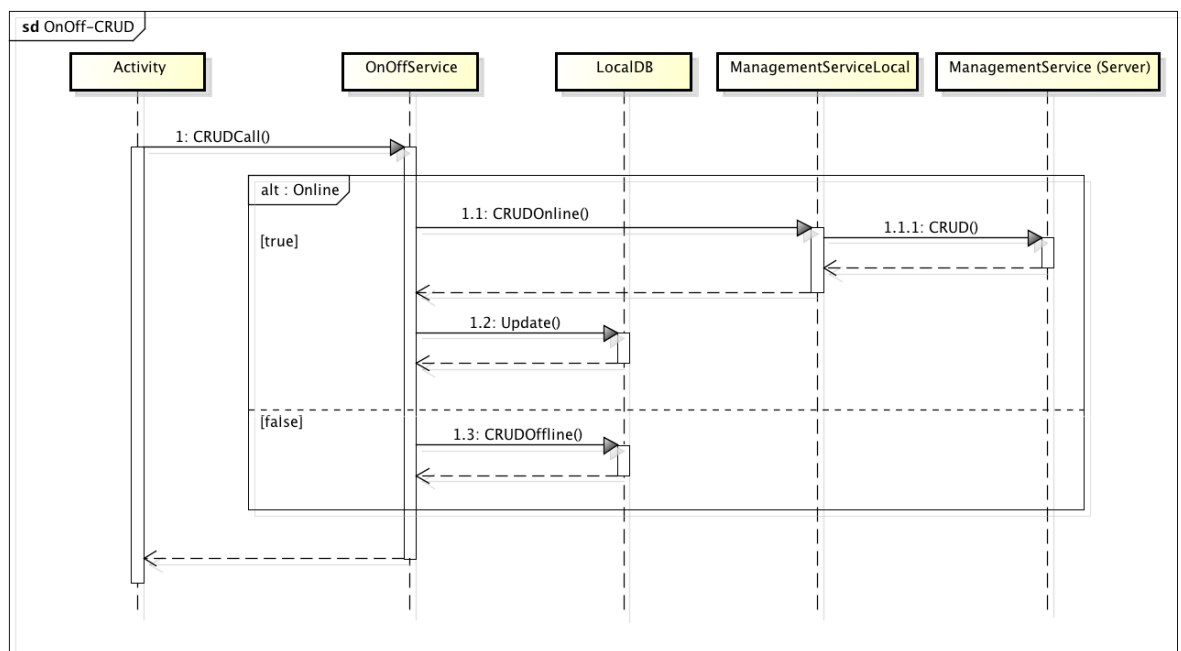 sd OnOff-CRUD
Activity
OnOffService
LocalDB
ManagementServiceLocal
ManagementService (Server)
1: CRUDCall()
alt : Online
1.1: CRUDOnline()
1.1.1: CRUD()
[true]
1.2: Update()
[false]
1.3: CRUDOffline()